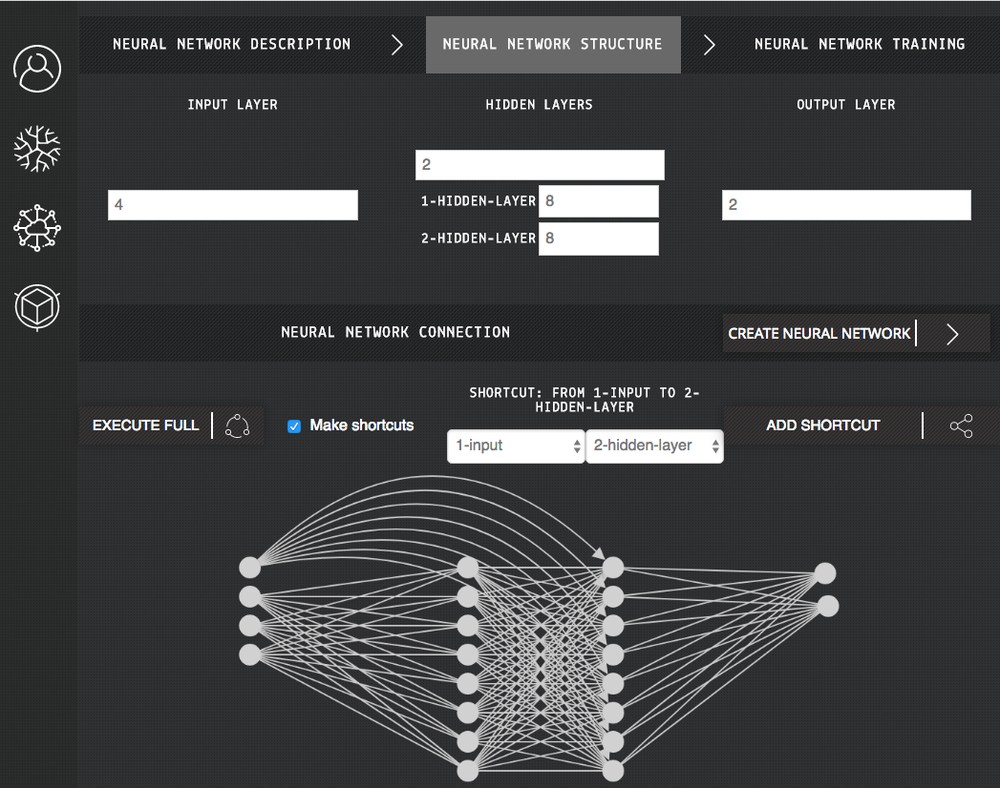 NEURAL NETWORK DESCRIPTION
NEURAL NETWORK STRUCTURE
NEURAL NETWORK TRAINING
INPUT LAYER
HIDDEN LAYERS
OUTPUT LAYER
4
2
1-HIDDEN-LAYER 8
2-HIDDEN-LAYER 8
2
NEURAL NETWORK CONNECTION
CREATE NEURAL NETWORK
EXECUTE FULL
Make shortcuts
SHORTCUT: FROM 1-INPUT TO 2-
HIDDEN-LAYER
1-input
2-hidden-layer
ADD SHORTCUT